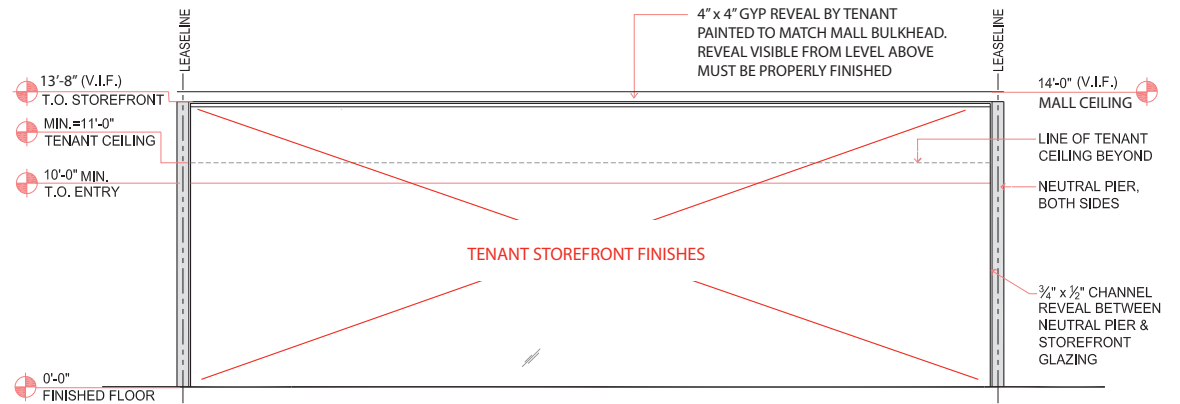 LEASELINE
4" x 4" GYP REVEAL BY TENANT
PAINTED TO MATCH MALL BULKHEAD.
REVEAL VISIBLE FROM LEVEL ABOVE
MUST BE PROPERLY FINISHED
LEASELINE
13'-8" (V.I.F.)
T.O. STOREFRONT
14'-0" (V.I.F.)
MALL CEILING
MIN.=11'-0"
TENANT CEILING
LINE OF TENANT
CEILING BEYOND
10'-0" MIN.
T.O. ENTRY
NEUTRAL PIER,
BOTH SIDES
TENANT STOREFRONT FINISHES
¾" x ½" CHANNEL
REVEAL BETWEEN
NEUTRAL PIER &
STOREFRONT
GLAZING
0'-0"
FINISHED FLOOR